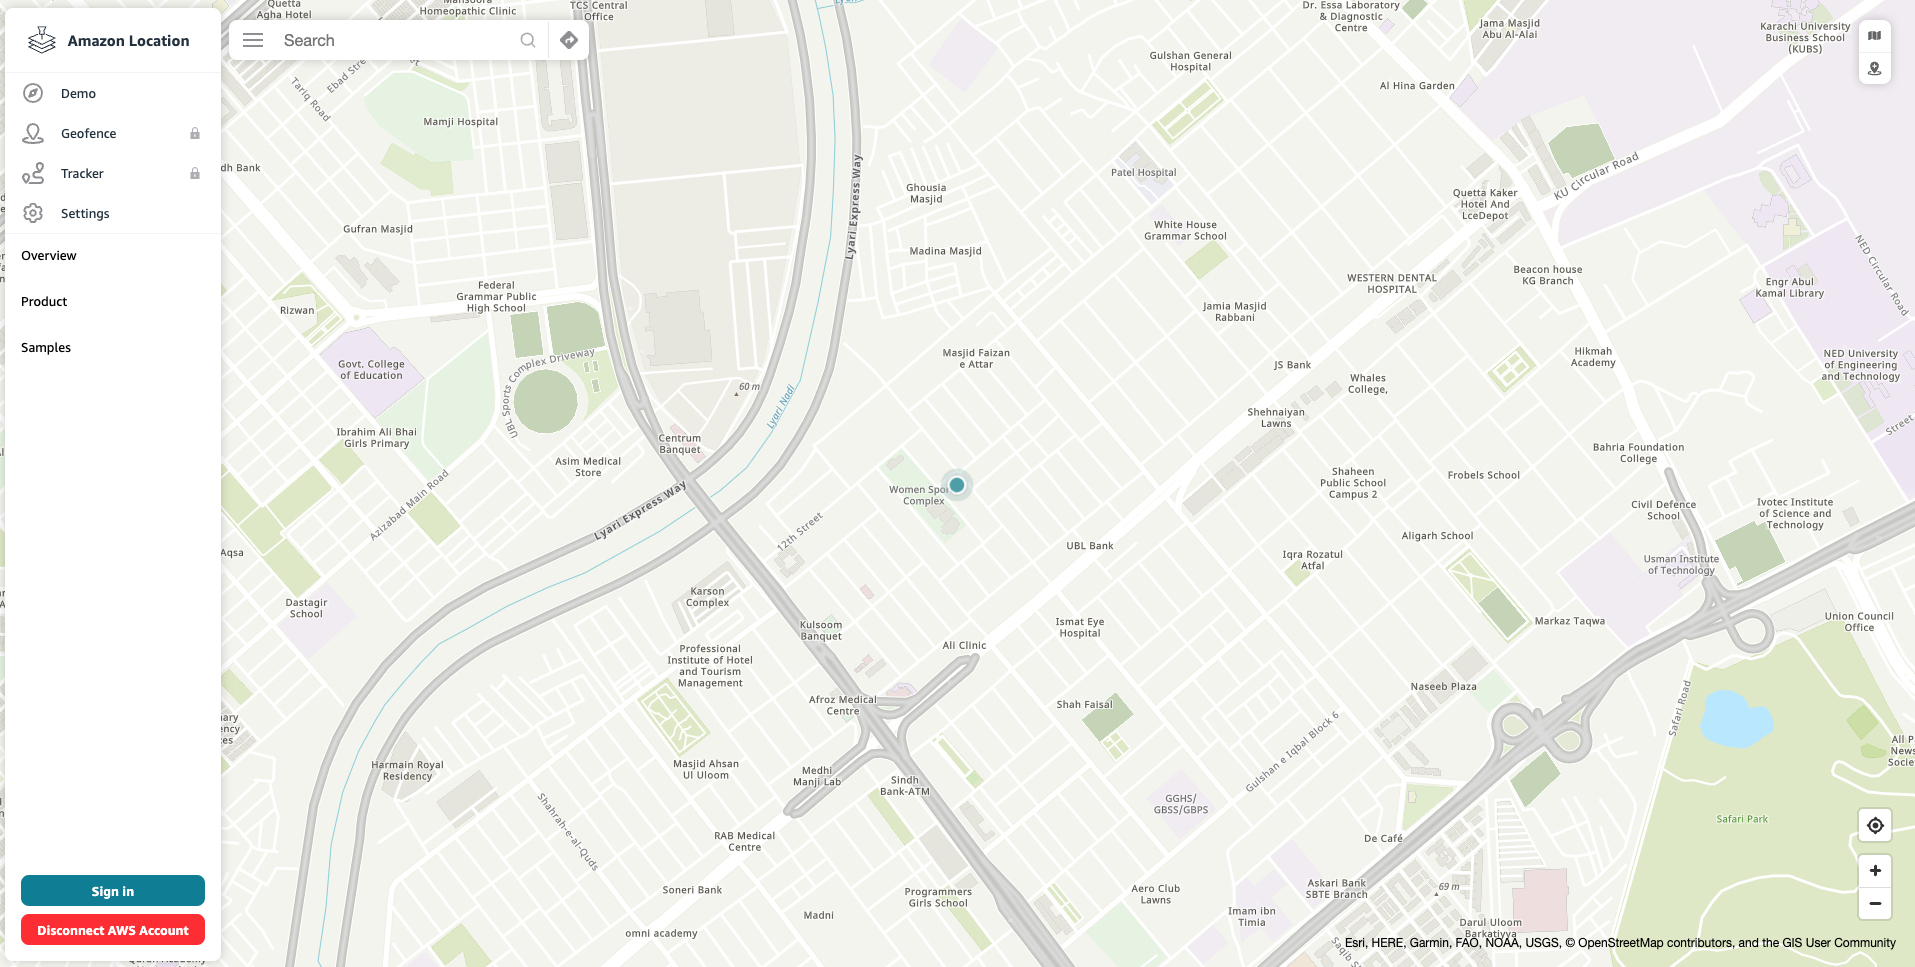 Amazon Location
Demo
Geofence
Tracker
Settings
Overview
Product
Samples
Sign in
Disconnect AWS Account
Search
Quetta
Agha Hotel
Homeopathic Clinic
TCS Central
Office
Ebad Street
Tariq Road
Mamji Hospital
dh Bank
Gufran Masjid
Federal
Grammar Public
High School
Rizwan
Govt. College
of Education
UBL Sports Complex Driveway
Ibrahim Ali Bhai
Girls Primary
Asim Medical
Store
Azizabad Main Road
Aqsa
Dastagir
School
Centrum
Banquet
Lyari Express Way
Lyari Express Way
Lyari Nadi
60 m
12th Street
Karson
Complex
Kulsoom
Banquet
Professional
Institute of Hotel
and Tourism
Management
Afroz Medical
Centre
Harmain Royal
Residency
Masjid Ahsan
Ul Uloom
Medhi
Manji Lab
Sindh
Bank-ATM
Shahrah-e-al-Quds
RAB Medical
Centre
Soneri Bank
Madni
omni academy
Programmers
Girls School
Ghousia
Masjid
Madina Masjid
Masjid Faizan
e Attar
Women Spo
Complex
UBL Bank
Ismat Eye
Hospital
Ali Clinic
Shah Faisal
GGHS/
GBSS/GBPS
Aero Club
Lawns
Imam ibn
Timia
Askari Bank
SBTE Branch
De Café
69 m
Darul Uloom
Barkatiyya
Gulshan e Iqbal Block 6
Gulshan General
Hospital
Patel Hospital
White House
Grammar School
Jamia Masjid
Rabbani
JS Bank
Shehnaiyan
Lawns
Whales
College,
WESTERN DENTAL
HOSPITAL
Shaheen
Public School
Campus 2
Iqra Rozatul
Atfal
Aligarh School
Frobels School
Markaz Taqwa
Naseeb Plaza
Dr. Essa Laboratory
& Diagnostic
Centre
Al Hina Garden
Jama Masjid
Abu Al-Alai
Karachi University
Business School
(KUBS)
KU Circular Road
Quetta Kaker
Hotel And
LceDepot
Beacon house
KG Branch
Hikmah
Academy
Bahria Foundation
College
Civil Defence
School
Usman Institute
of Technology
Ivotec Institute
of Science and
Technology
Engr Abul
Kamal Library
NED Circular Road
NED University
of Engineering
and Technology
Street
Union Council
Office
Safari Road
Safari Park
All P
News
Societ
Esri, HERE, Garmin, FAO, NOAA, USGS, © OpenStreetMap contributors, and the GIS User Community